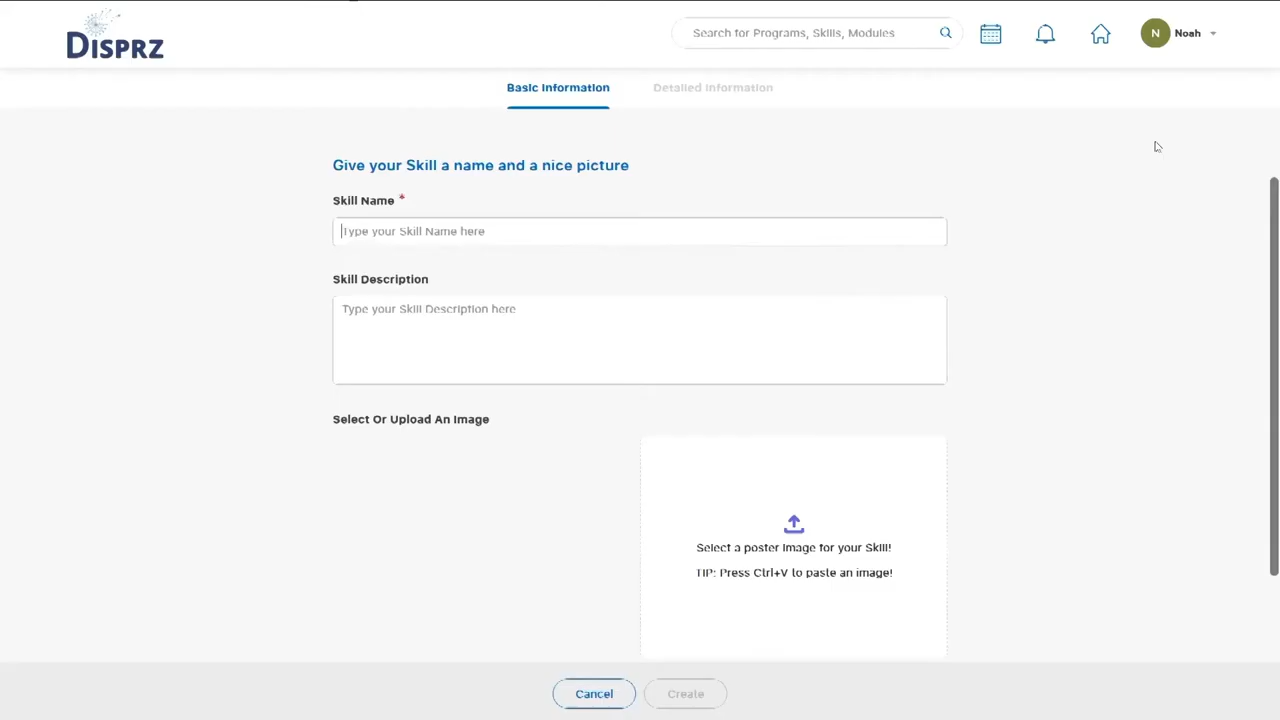 DISPRZ
Search for Programs, Skills, Modules
N
Noah
Basic Information
Detailed Information
Give your Skill a name and a nice picture
Skill Name *
Type your Skill Name here
Skill Description
Type your Skill Description here
Select Or Upload An Image
Select a poster image for your Skill!
TIP: Press Ctrl+V to paste an image!
Cancel
Create